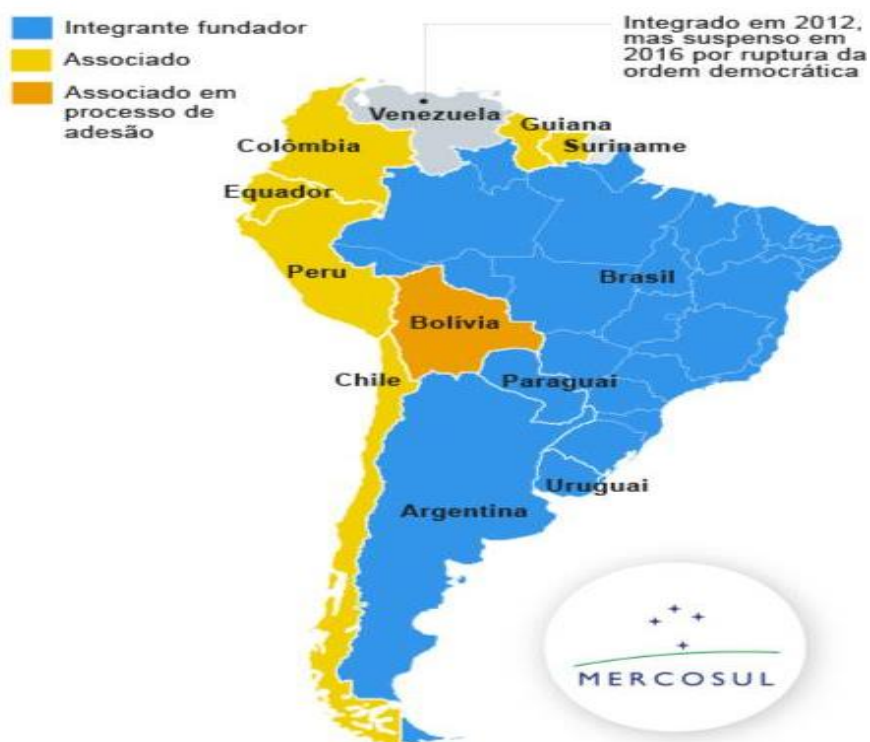 Integrante fundador
Associado
Associado em
processo de
adesão
Integrado em 2012,
mas suspenso em
2016 por ruptura da
ordem democrática
Venezuela
Guiana
Suriname
Colômbia
Equador
Peru
Brasil
Bolívia
Chile
Paraguai
Uruguai
Argentina
MERCOSUL